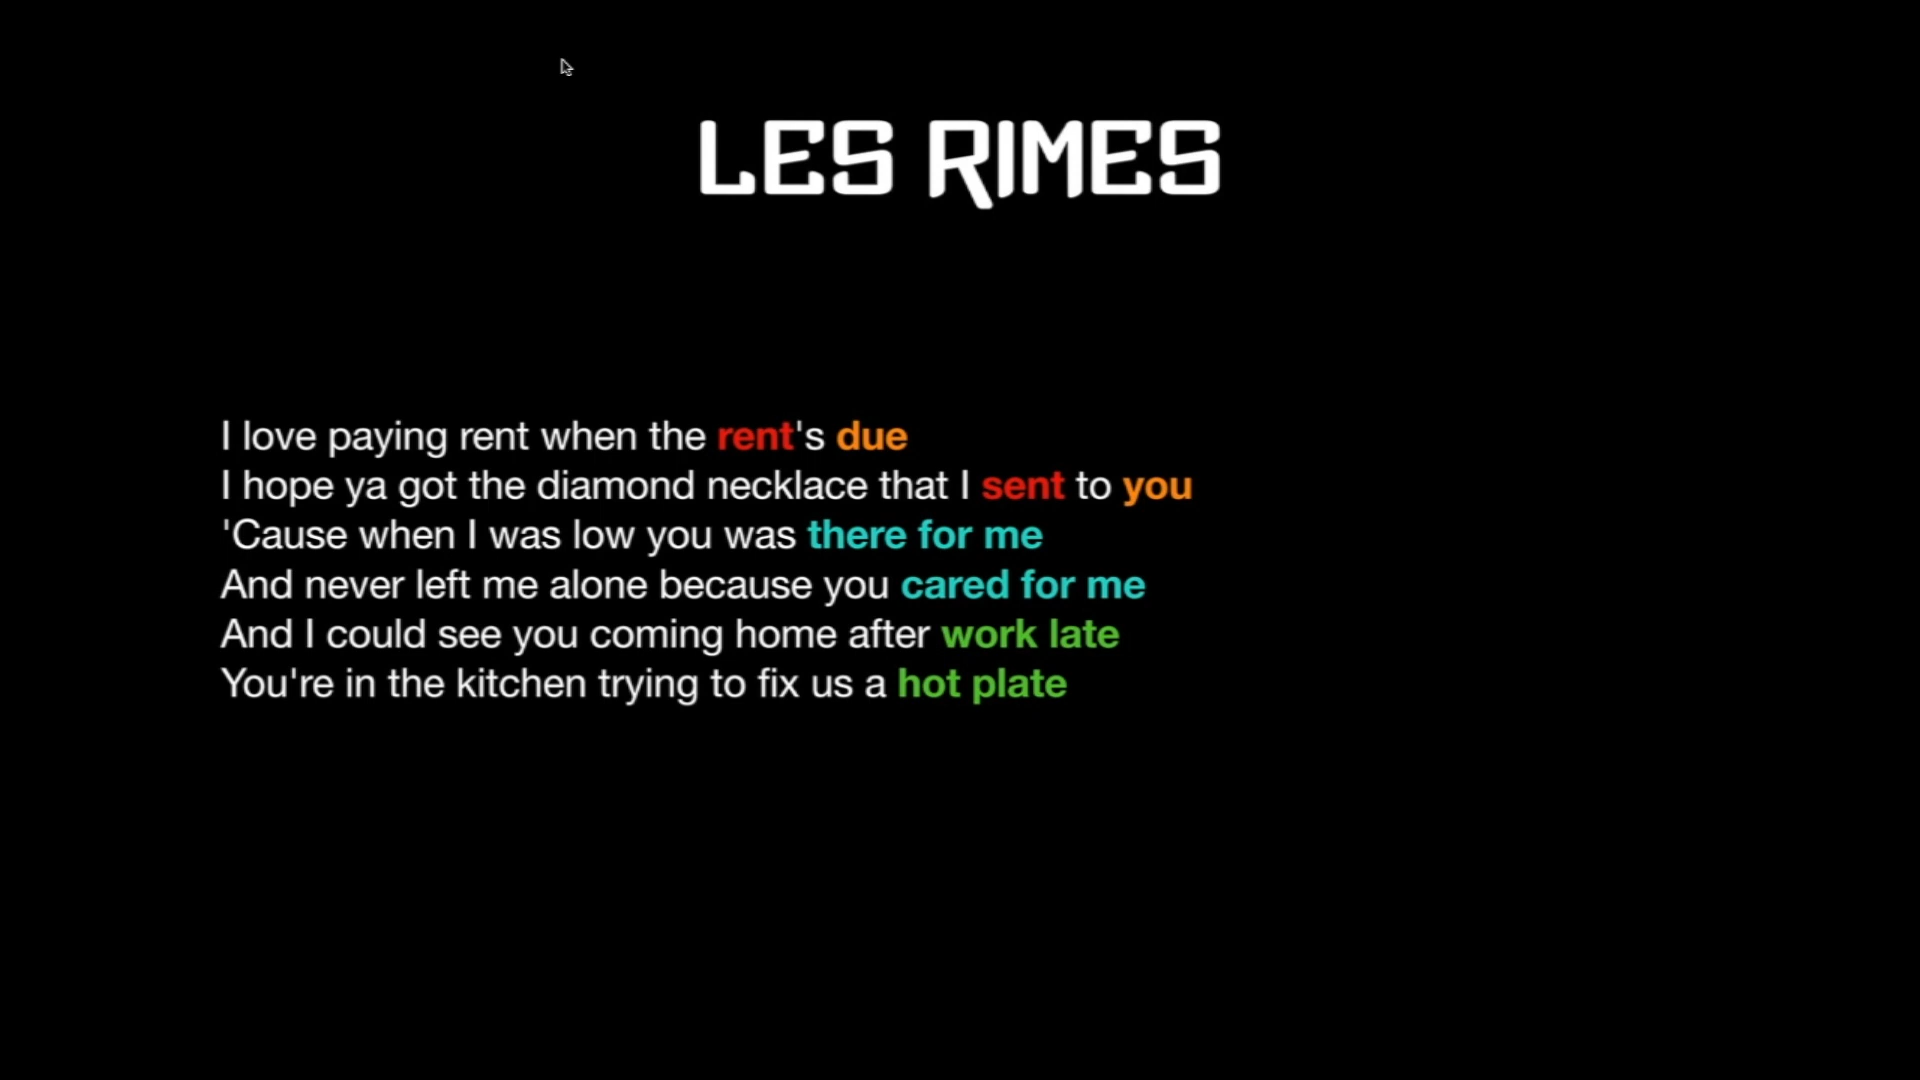 LES RIMES
I love paying rent when the rent's due
I hope ya got the diamond necklace that I sent to you
'Cause when I was low you was there for me
And never left me alone because you cared for me
And I could see you coming home after work late
You're in the kitchen trying to fix us a hot plate